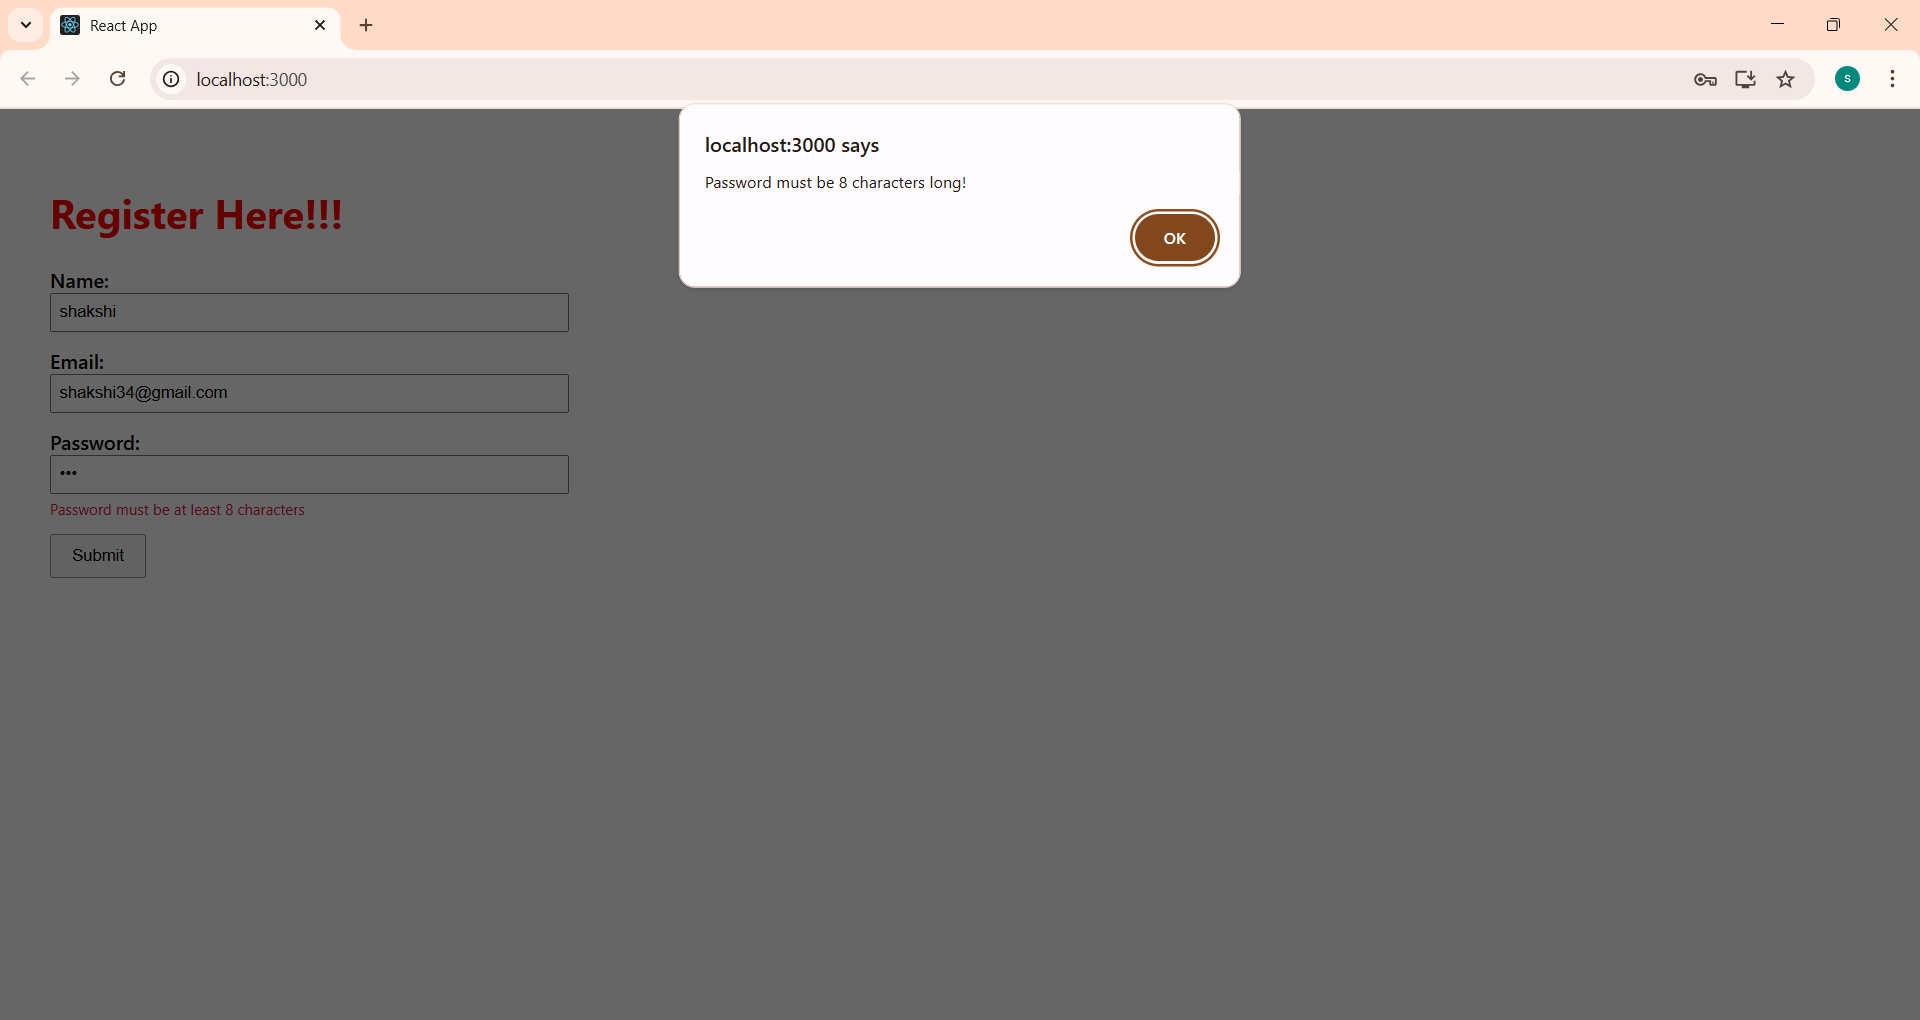 React App
localhost:3000
S
localhost:3000 says
Password must be 8 characters long!
OK
Register Here!!!
Name:
shakshi
Email:
shakshi34@gmail.com
Password:
•••
Password must be at least 8 characters
Submit